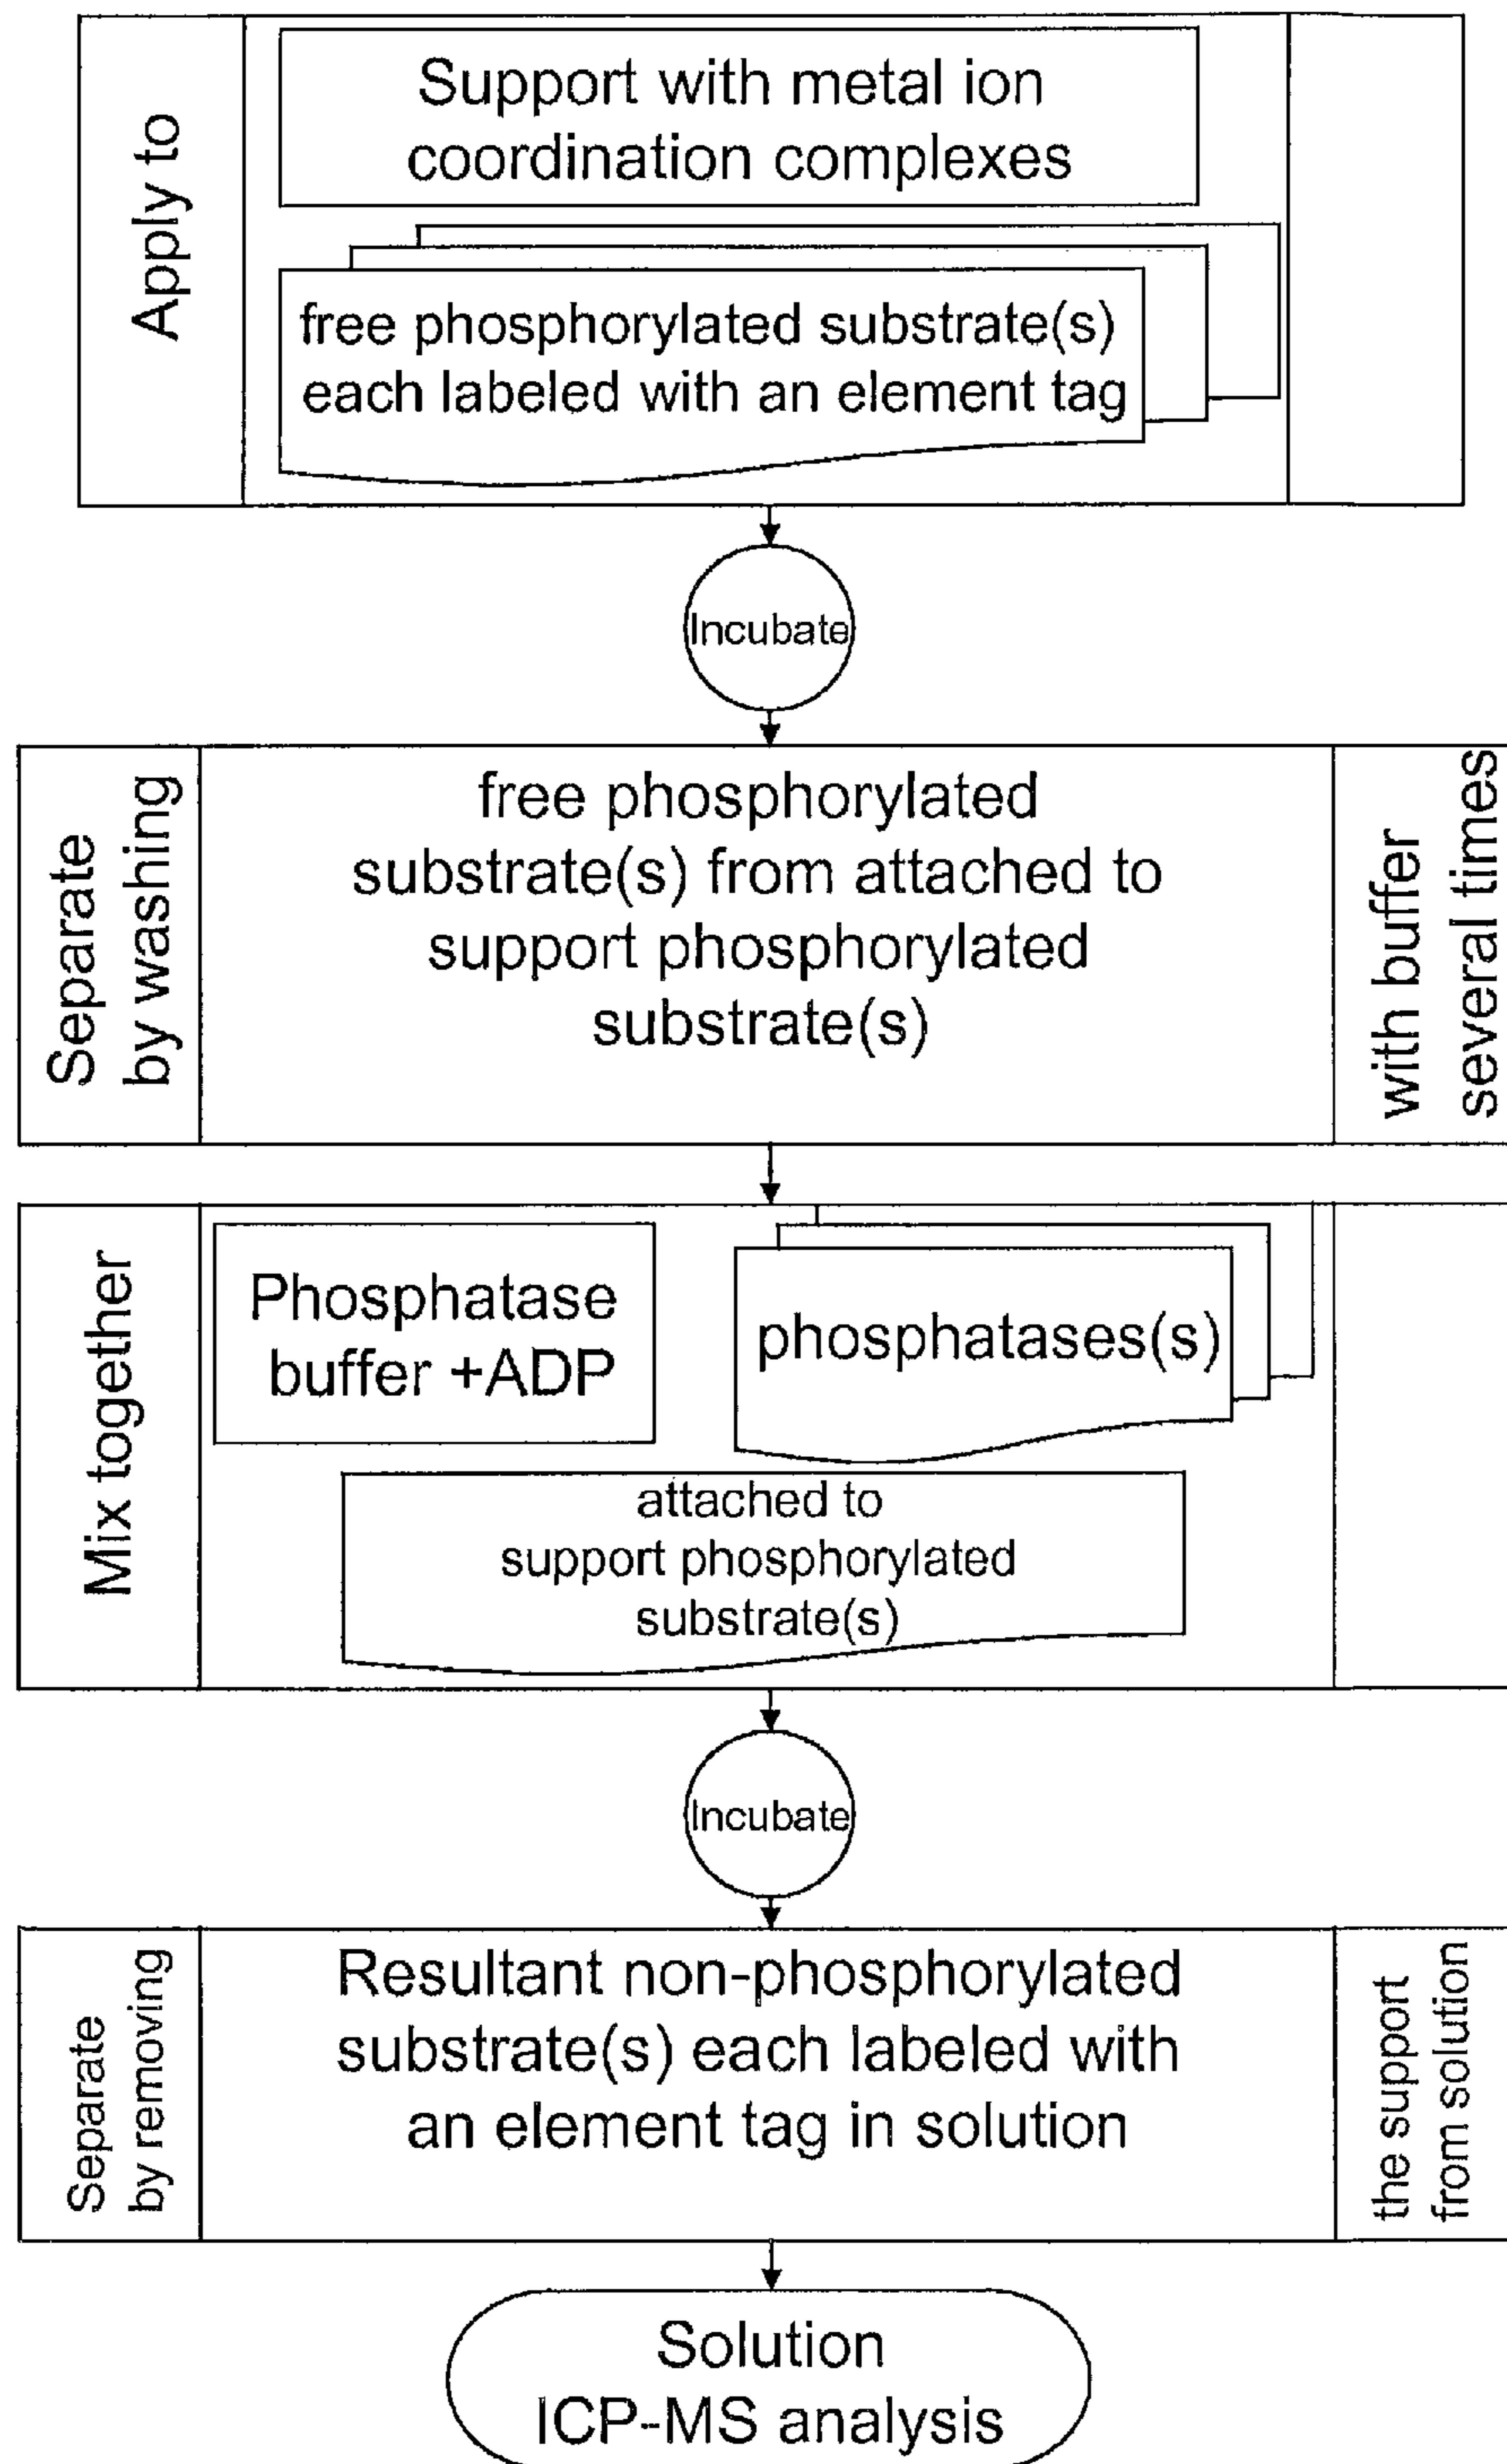 Apply to
Support with metal ion
coordination complexes
free phosphorylated substrate(s)
each labeled with an element tag
Incubate
Separate
by washing
free phosphorylated
substrate(s) from attached to
support phosphorylated
substrate(s)
with buffer
several times
Mix together
Phosphatase
buffer +ADP
phosphatases(s)
attached to
support phosphorylated
substrate(s)
Incubate
Separate
by removing
Resultant non-phosphorylated
substrate(s) each labeled with
an element tag in solution
the support
from solution
Solution
ICP-MS analysis